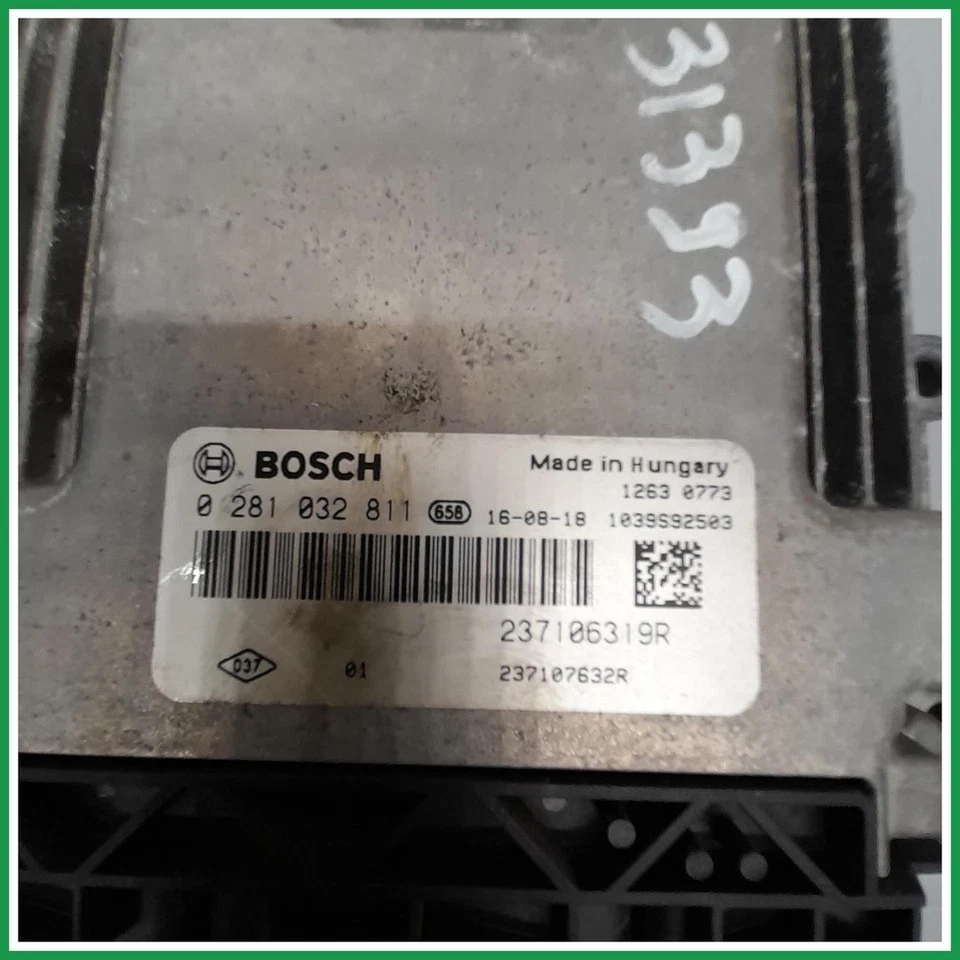 31393
BOSCH
Made in Hungary
1263 0773
0 281 032 811 658 16-08-18 1039S92503
237106319R
037 01 237107632R